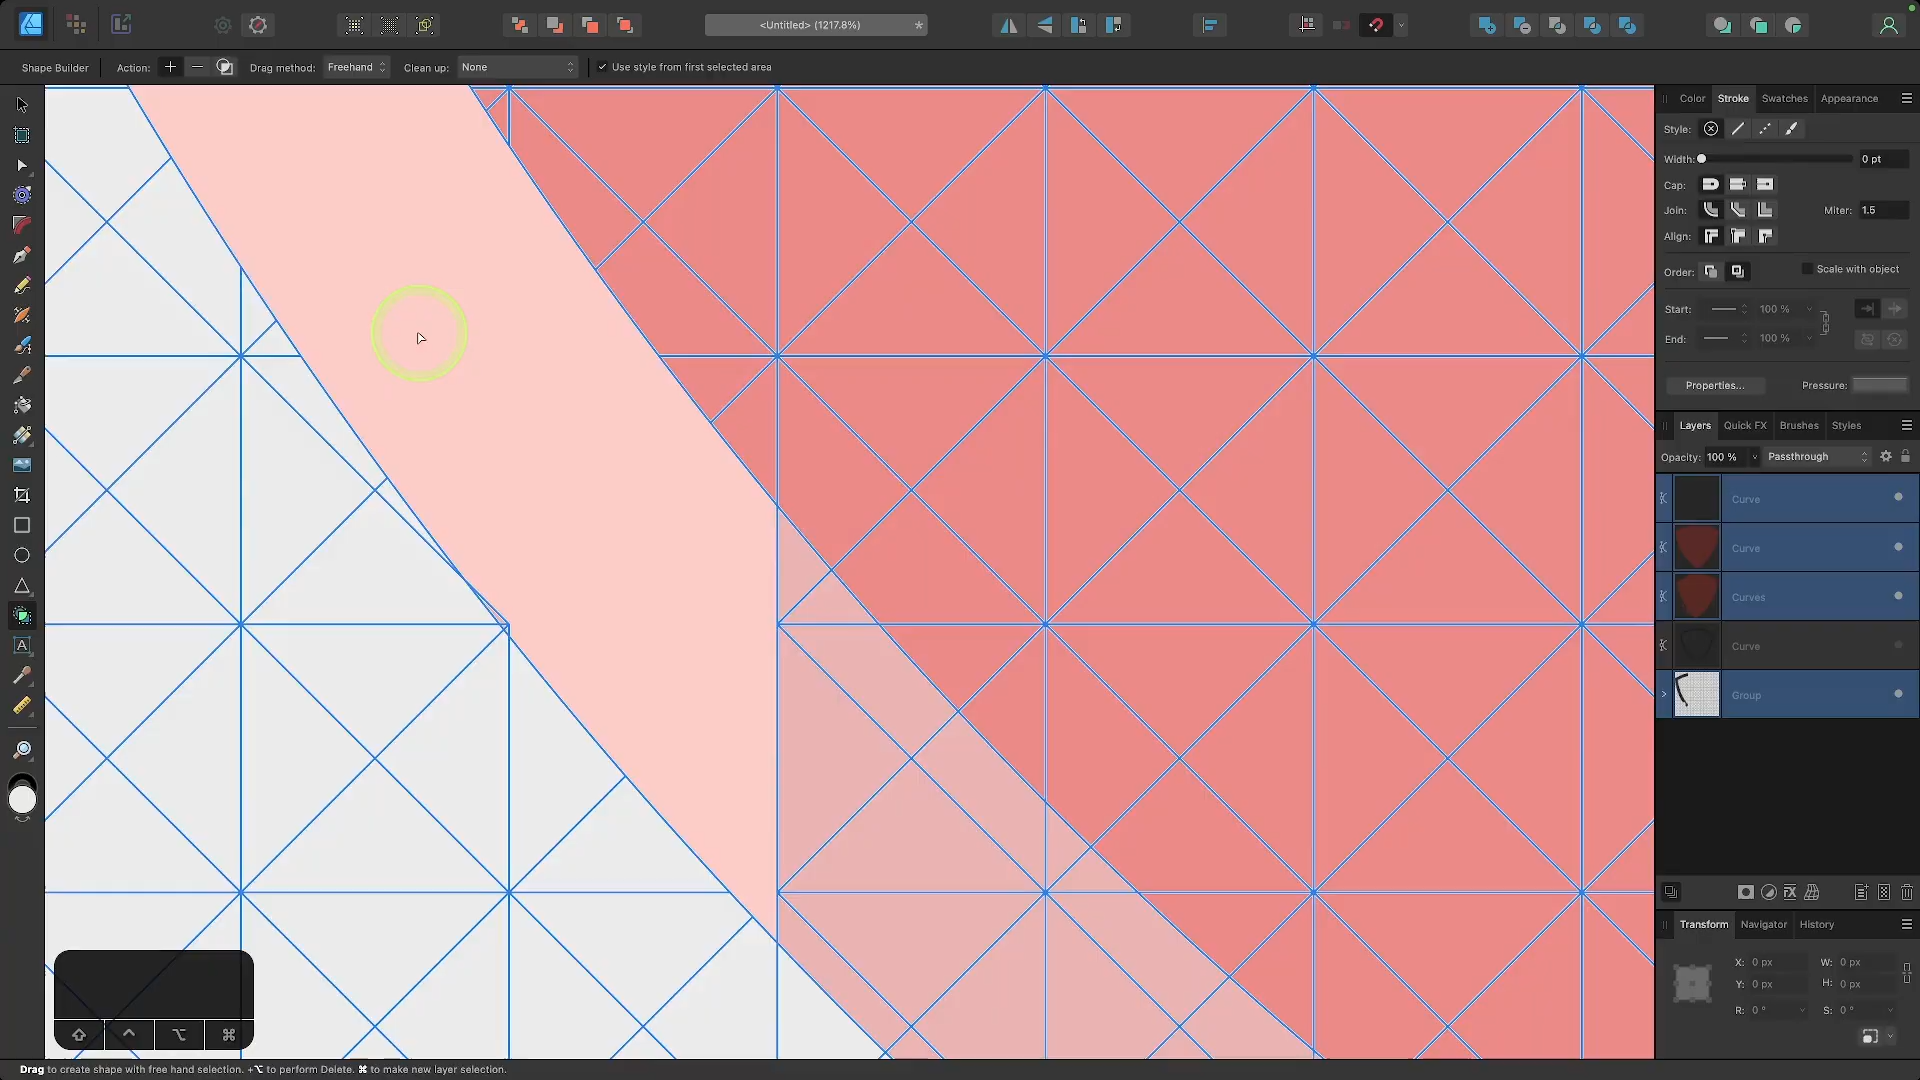 <Untitled> (1217.8%)
*
Shape Builder
Action:
Drag method:
Freehand
Clean up:
None
Use style from first selected area
Color
Stroke
Swatches
Appearance
Style:
Width:
0 pt
Cap:
Join:
Miter:
1.5
Align:
Order:
Scale with object
Start:
100 %
End:
100 %
Properties...
Pressure:
Layers
Quick FX
Brushes
Styles
Opacity:
100 %
Passthrough
Curve
Curve
Curves
Curve
Group
Transform
Navigator
History
X:
0 px
W:
0 px
Y:
0 px
H:
0 px
R:
0 °
S:
0 °
Drag to create shape with free hand selection. +⌥ to perform Delete. ⌘ to make new layer selection.